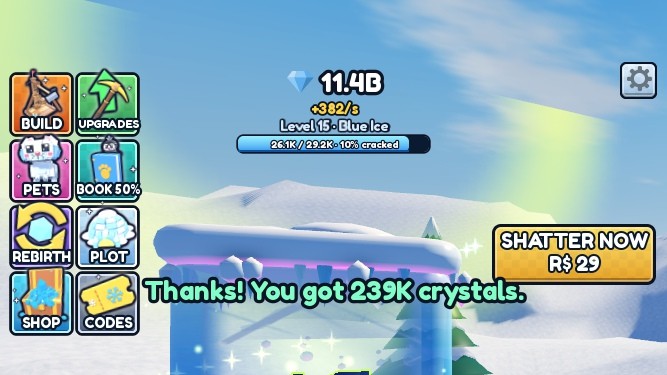 11.4B
+382/s
Level 15 · Blue Ice
26.1K / 29.2K · 10% cracked
BUILD
UPGRADES
PETS
BOOK 50%
REBIRTH
PLOT
SHOP
CODES
SHATTER NOW
R$ 29
Thanks! You got 239K crystals.